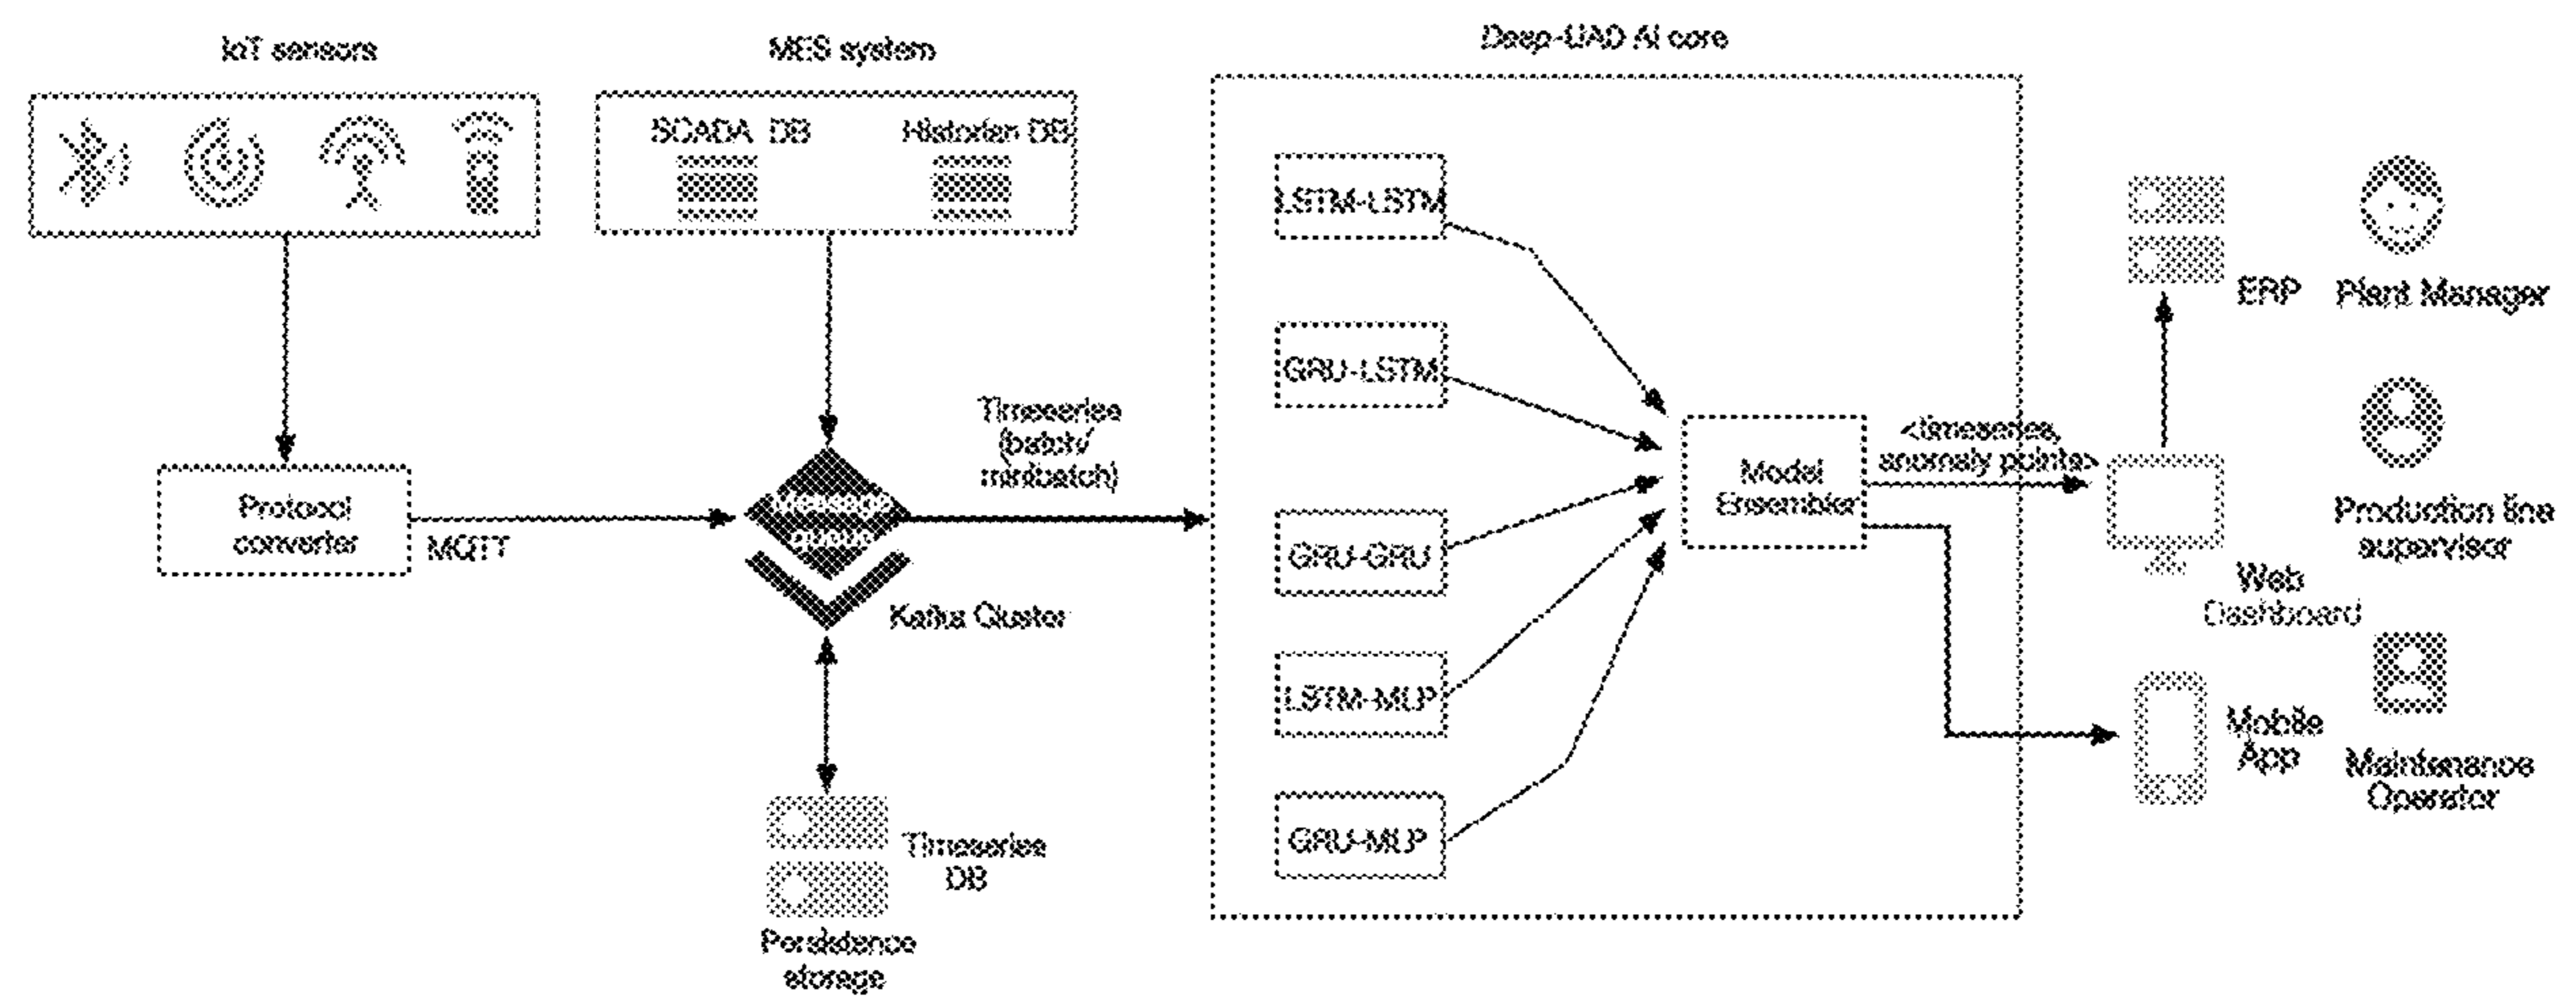 IoT sensors
MES system
Deep-UAD AI core
SCADA DB
Historian DB
LSTM-LSTM
GRU-LSTM
GRU-GRU
LSTM-MLP
GRU-MLP
Protocol
converter
MQTT
Message
queue
Kafka Cluster
Timeseries
(batch/
minibatch)
Timeseries
DB
Persistence
storage
Model
Ensembler
<timeseries,
anomaly points>
ERP
Plant Manager
Production line
supervisor
Web
Dashboard
Mobile
App
Maintenance
Operator